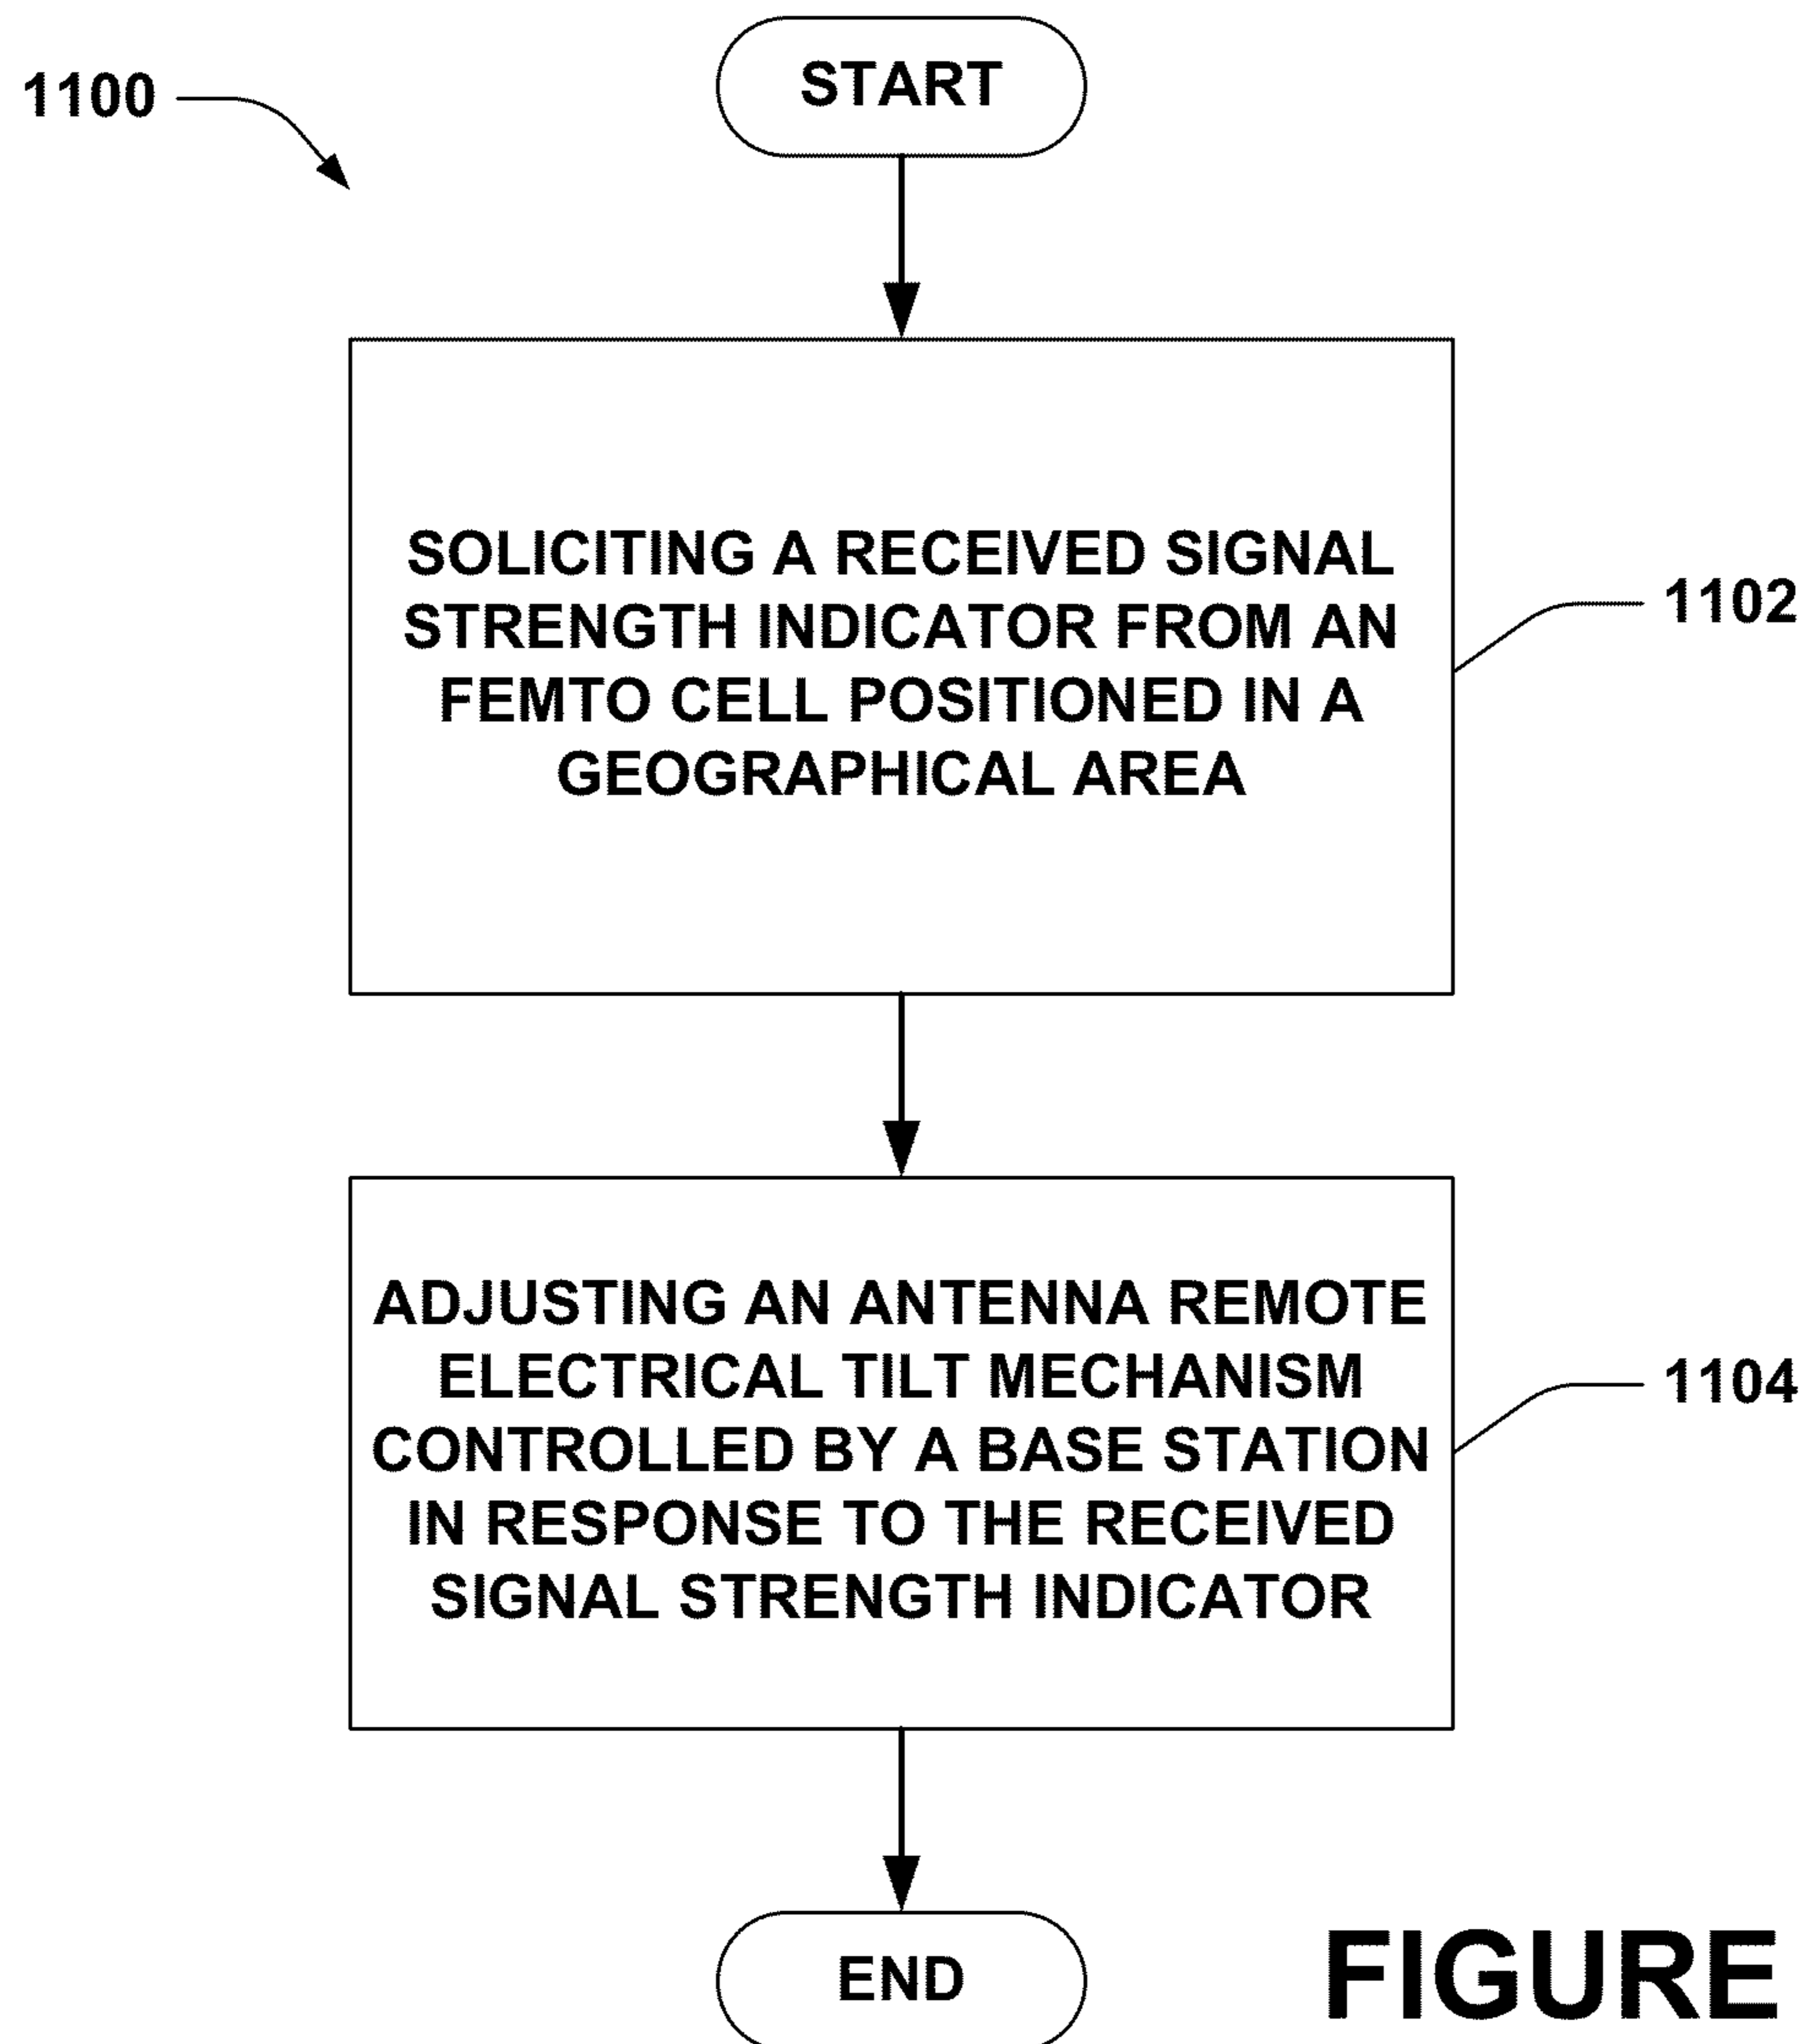 START
1100
SOLICITING A RECEIVED SIGNAL
STRENGTH INDICATOR FROM AN
FEMTO CELL POSITIONED IN A
GEOGRAPHICAL AREA
1102
ADJUSTING AN ANTENNA REMOTE
ELECTRICAL TILT MECHANISM
CONTROLLED BY A BASE STATION
IN RESPONSE TO THE RECEIVED
SIGNAL STRENGTH INDICATOR
1104
END
FIGURE